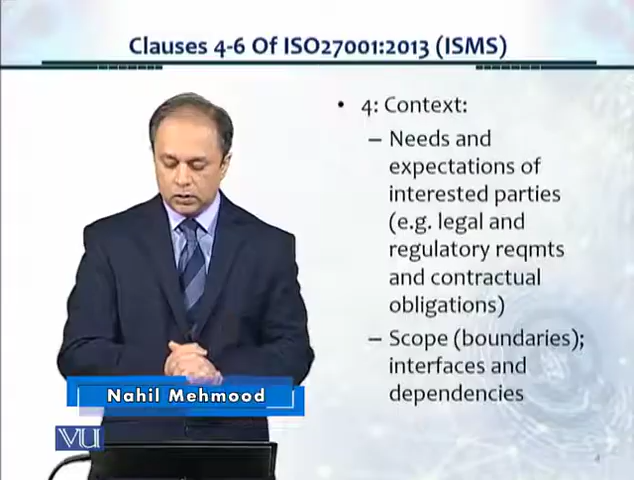 Clauses 4-6 Of ISO27001:2013 (ISMS)
• 4: Context:
– Needs and
expectations of
interested parties
(e.g. legal and
regulatory reqmts
and contractual
obligations)
– Scope (boundaries);
interfaces and
dependencies
Nahil Mehmood
VU
4